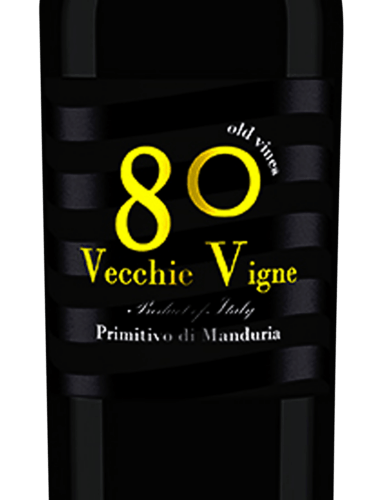 old vines
80
Vecchie Vigne
Product of Italy
Primitivo di Manduria